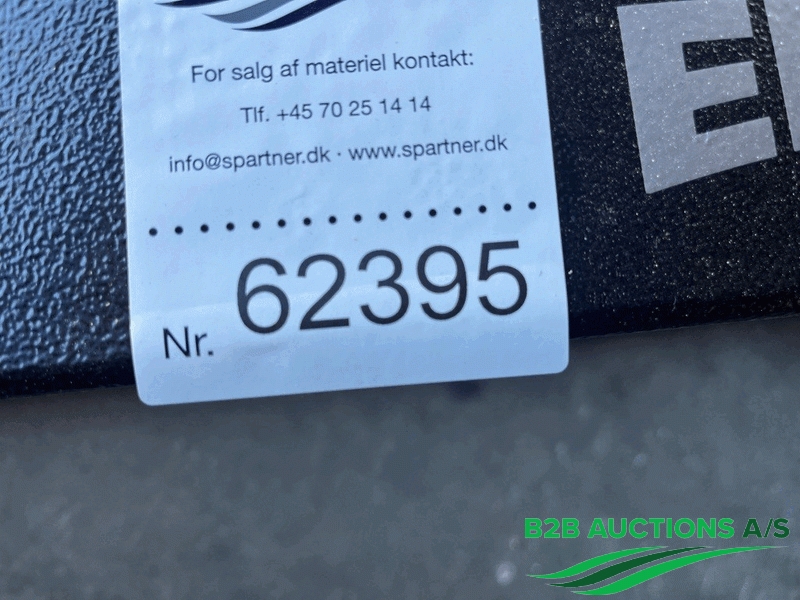 For salg af materiel kontakt:
Tlf. +45 70 25 14 14
info@spartner.dk · www.spartner.dk
Nr. 62395
E
B2B AUCTIONS A/S